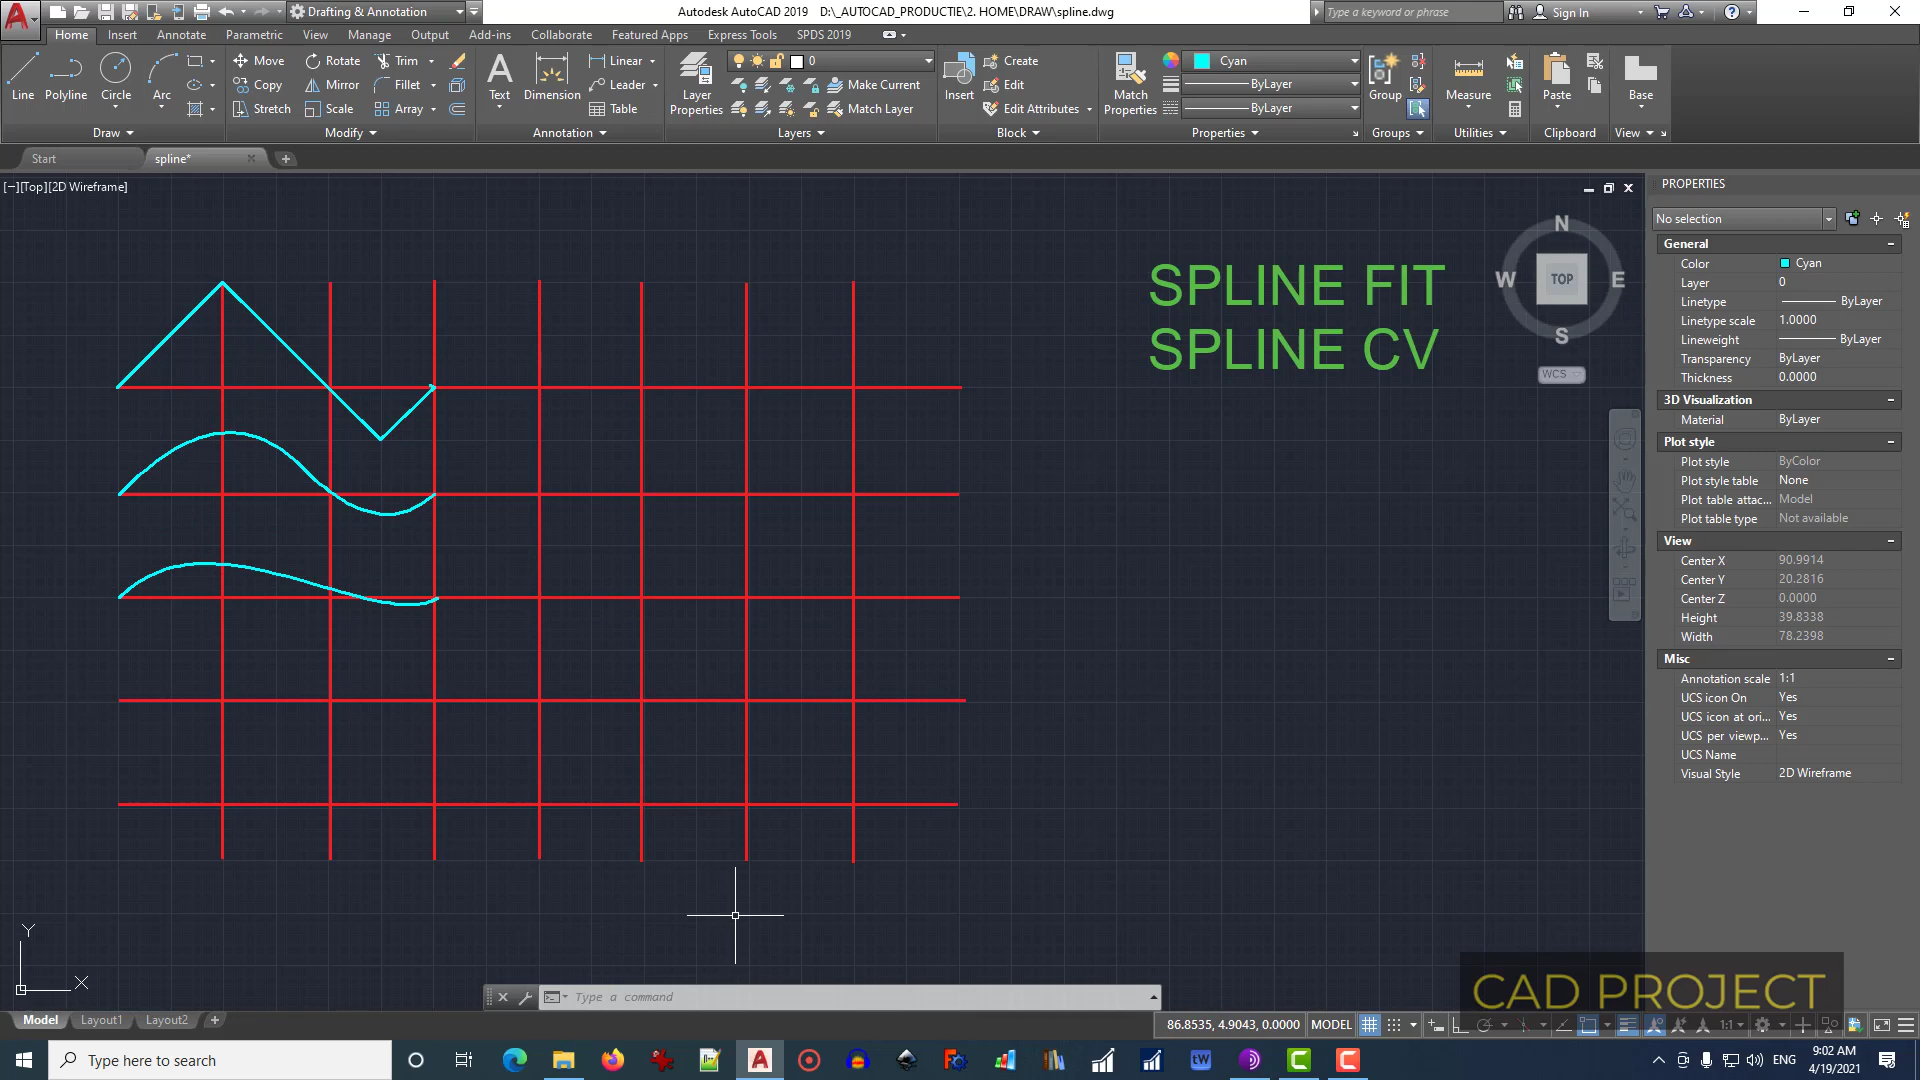 Drafting & Annotation
Autodesk AutoCAD 2019 D:\_AUTOCAD_PRODUCTIE\2. HOME\DRAW\spline.dwg
Type a keyword or phrase
Sign In
Home Insert Annotate Parametric View Manage Output Add-ins Collaborate Featured Apps Express Tools SPDS 2019
Line
Polyline
Circle
Arc
Draw
Move
Copy
Stretch
Rotate
Mirror
Scale
Trim
Fillet
Array
Modify
Text
Dimension
Linear
Leader
Table
Annotation
Layer
Properties
0
Make Current
Match Layer
Layers
Insert
Create
Edit
Edit Attributes
Block
Match
Properties
Cyan
ByLayer
ByLayer
Properties
Group
Groups
Measure
Utilities
Paste
Clipboard
Base
View
Start
spline*
[−][Top][2D Wireframe]
SPLINE FIT
SPLINE CV
N
W
TOP
E
S
WCS
PROPERTIES
No selection
General
Color Cyan
Layer 0
Linetype ByLayer
Linetype scale 1.0000
Lineweight ByLayer
Transparency ByLayer
Thickness 0.0000
3D Visualization
Material ByLayer
Plot style
Plot style ByColor
Plot style table None
Plot table attac... Model
Plot table type Not available
View
Center X 90.9914
Center Y 20.2816
Center Z 0.0000
Height 39.8338
Width 78.2398
Misc
Annotation scale 1:1
UCS icon On Yes
UCS icon at ori... Yes
UCS per viewp... Yes
UCS Name
Visual Style 2D Wireframe
Y
X
Type a command
CAD PROJECT
Model Layout1 Layout2
86.8535, 4.9043, 0.0000 MODEL
1:1
Type here to search
tW
ENG
9:02 AM
4/19/2021